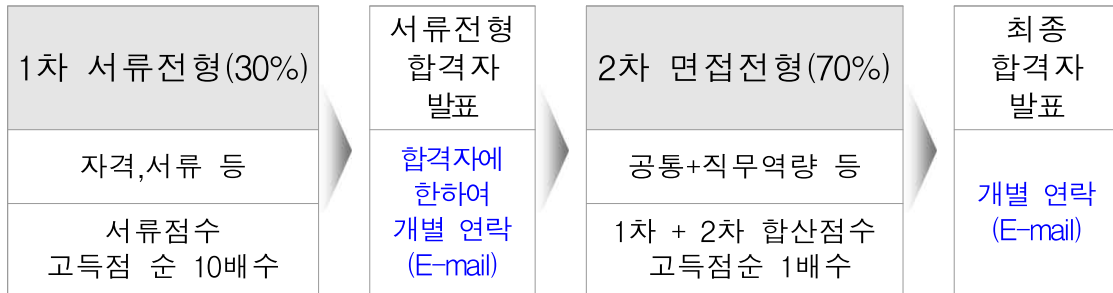 1차 서류전형(30%)
자격,서류 등
서류점수
고득점 순 10배수
서류전형
합격자
발표
합격자에
한하여
개별 연락
(E-mail)
2차 면접전형(70%)
공통+직무역량 등
1차 + 2차 합산점수
고득점순 1배수
최종
합격자
발표
개별 연락
(E-mail)